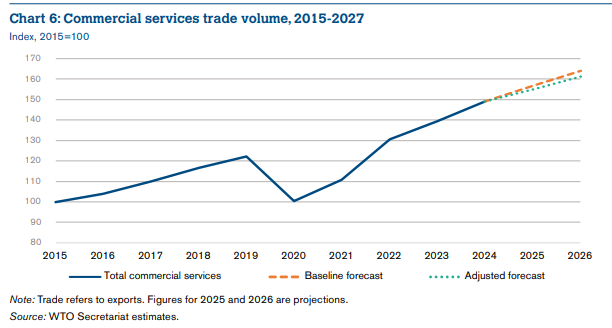 Chart 6: Commercial services trade volume, 2015-2027
Index, 2015=100
170
160
150
140
130
120
110
100
90
80
2015 2016 2017 2018 2019 2020 2021 2022 2023 2024 2025 2026
Total commercial services Baseline forecast Adjusted forecast
Note: Trade refers to exports. Figures for 2025 and 2026 are projections.
Source: WTO Secretariat estimates.